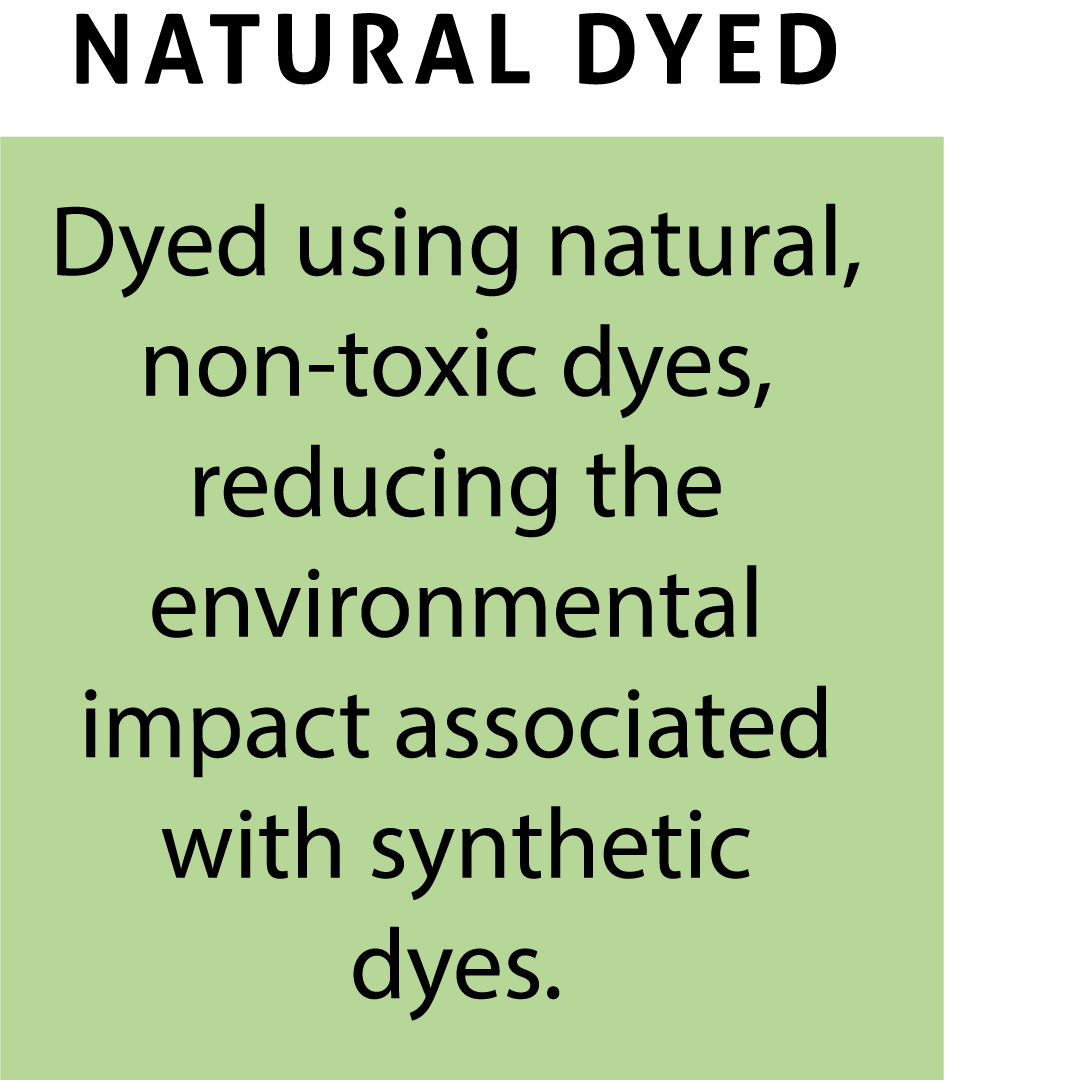 NATURAL DYED
Dyed using natural,
non-toxic dyes,
reducing the
environmental
impact associated
with synthetic
dyes.